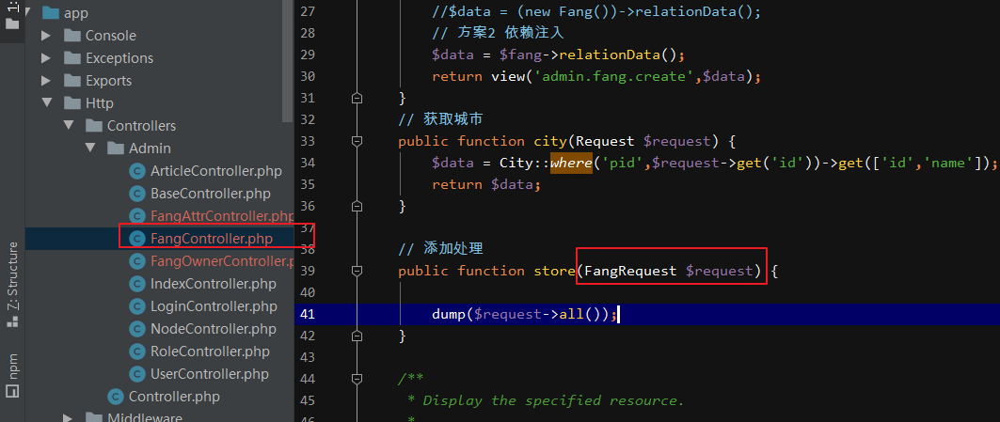 1:
Z: Structure
npm
app
Console
Exceptions
Exports
Http
Controllers
Admin
ArticleController.php
BaseController.php
FangAttrController.php
FangController.php
FangOwnerController.p
IndexController.php
LoginController.php
NodeController.php
RoleController.php
UserController.php
Controller.php
Middleware
27 //$data = (new Fang())->relationData();
28 // 方案2 依赖注入
29 $data = $fang->relationData();
30 return view('admin.fang.create',$data);
31 }
32 // 获取城市
33 public function city(Request $request) {
34 $data = City::where('pid',$request->get('id'))->get(['id','name']);
35 return $data;
36 }
37
38 // 添加处理
39 public function store(FangRequest $request) {
40
41 dump($request->all());
42 }
43
44 /**
45 * Display the specified resource.
46 *